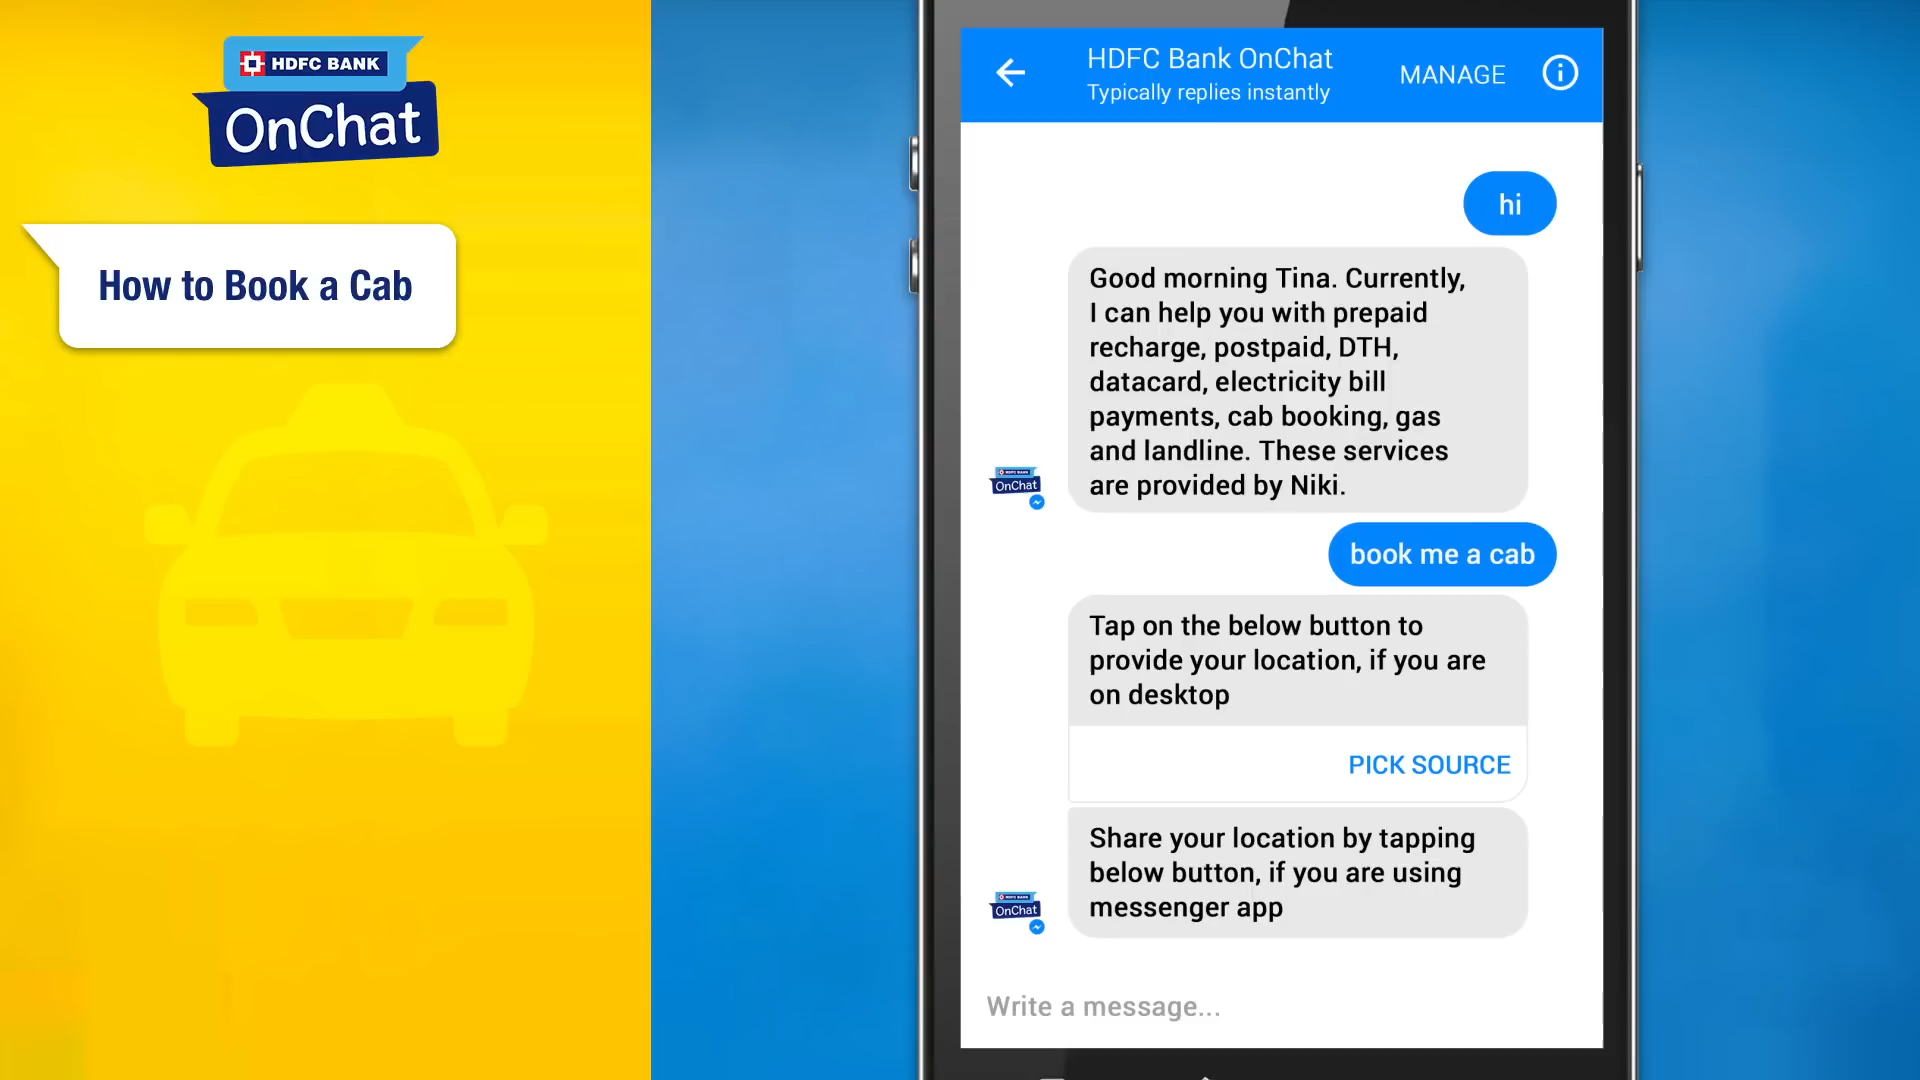 HDFC BANK
OnChat
How to Book a Cab
HDFC Bank OnChat
Typically replies instantly
MANAGE
hi
Good morning Tina. Currently,
I can help you with prepaid
recharge, postpaid, DTH,
datacard, electricity bill
payments, cab booking, gas
and landline. These services
are provided by Niki.
HDFC BANK
OnChat
book me a cab
Tap on the below button to
provide your location, if you are
on desktop
PICK SOURCE
Share your location by tapping
below button, if you are using
messenger app
HDFC BANK
OnChat
Write a message...